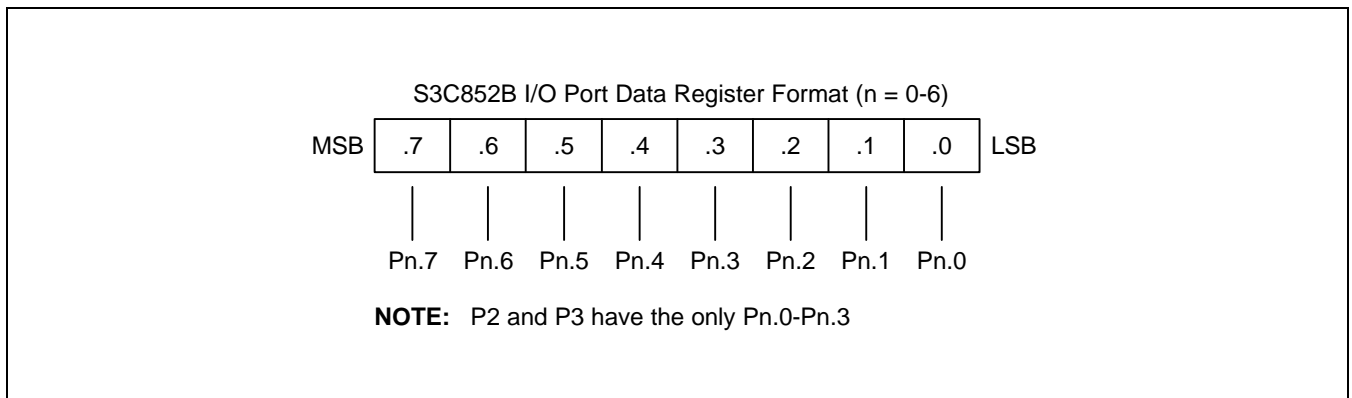 S3C852B I/O Port Data Register Format (n = 0-6)
MSB .7 .6 .5 .4 .3 .2 .1 .0 LSB
Pn.7 Pn.6 Pn.5 Pn.4 Pn.3 Pn.2 Pn.1 Pn.0
NOTE: P2 and P3 have the only Pn.0-Pn.3